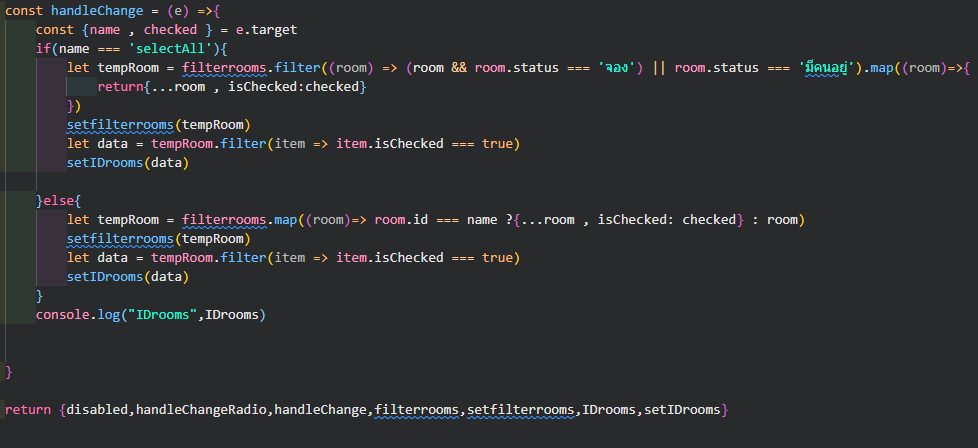 const handleChange = (e) =>{
const {name , checked } = e.target
if(name === 'selectAll'){
let tempRoom = filterrooms.filter((room) => (room && room.status === 'จอง') || room.status === 'มีคนอยู่').map((room)=>{
return{...room , isChecked:checked}
})
setfilterrooms(tempRoom)
let data = tempRoom.filter(item => item.isChecked === true)
setIDrooms(data)
}else{
let tempRoom = filterrooms.map((room)=> room.id === name ?{...room , isChecked: checked} : room)
setfilterrooms(tempRoom)
let data = tempRoom.filter(item => item.isChecked === true)
setIDrooms(data)
}
console.log("IDrooms",IDrooms)
}
return {disabled,handleChangeRadio,handleChange,filterrooms,setfilterrooms,IDrooms,setIDrooms}